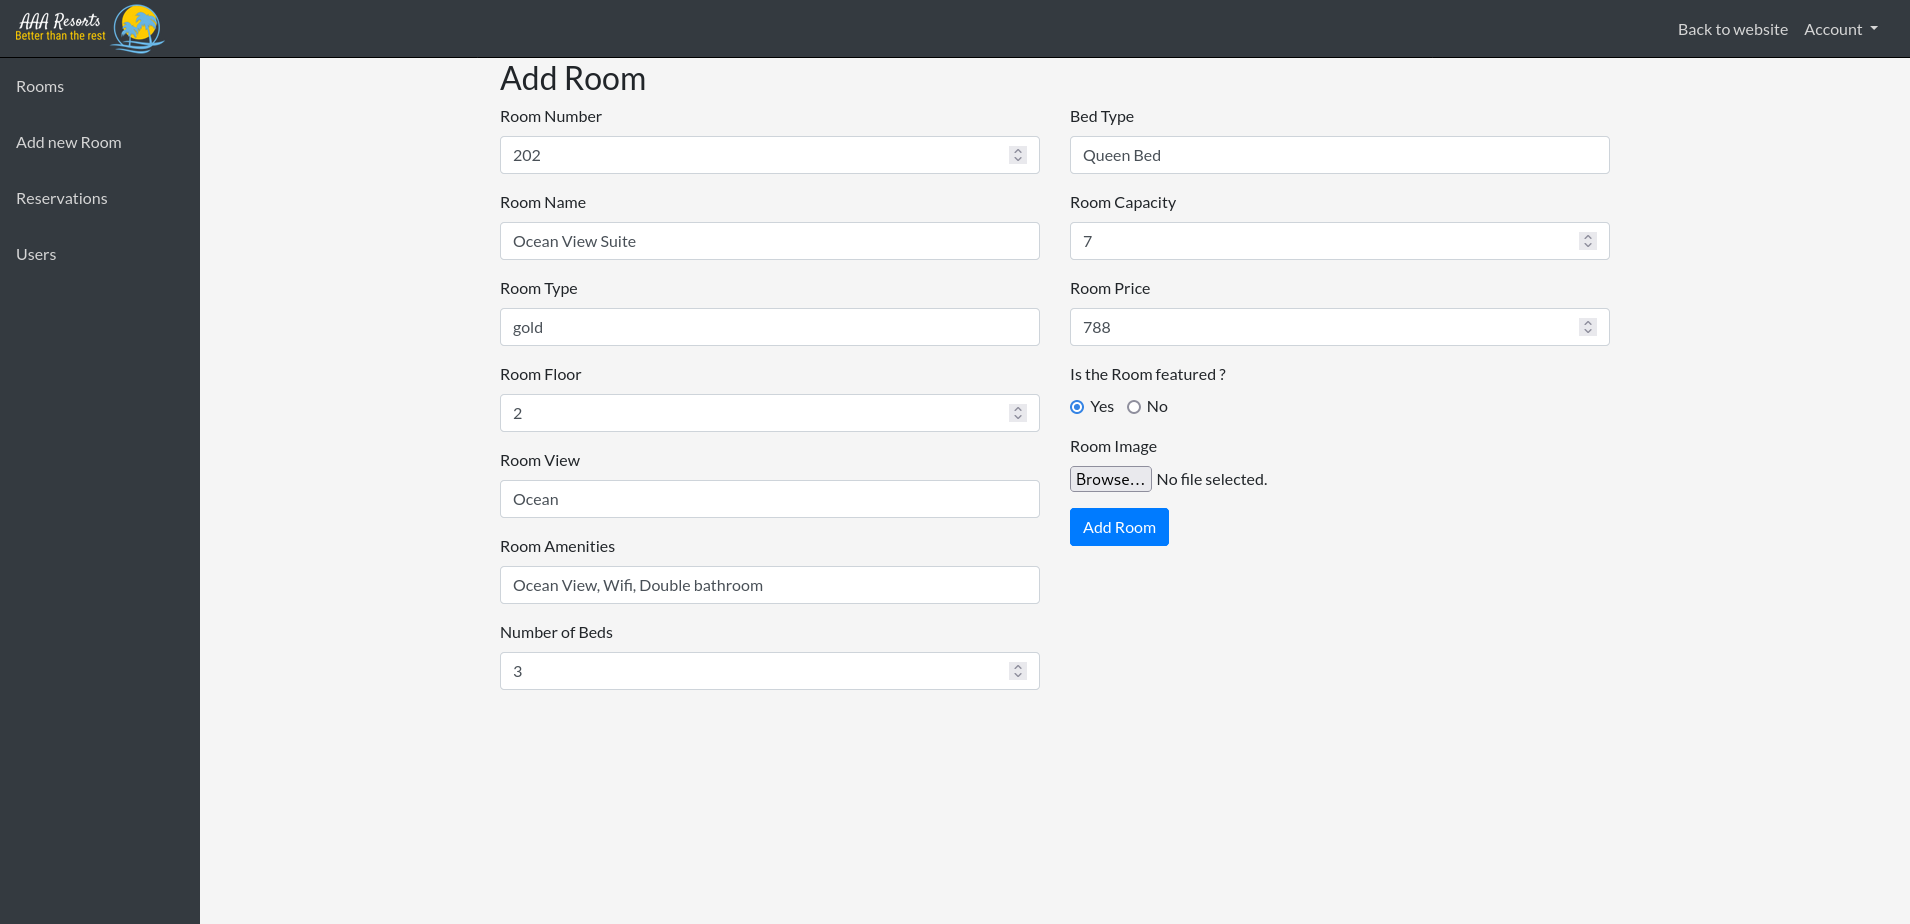 AAA Resorts
Better than the rest
Back to website
Account
Rooms
Add new Room
Reservations
Users
Add Room
Room Number
202
Room Name
Ocean View Suite
Room Type
gold
Room Floor
2
Room View
Ocean
Room Amenities
Ocean View, Wifi, Double bathroom
Number of Beds
3
Bed Type
Queen Bed
Room Capacity
7
Room Price
788
Is the Room featured ?
Yes No
Room Image
Browse... No file selected.
Add Room